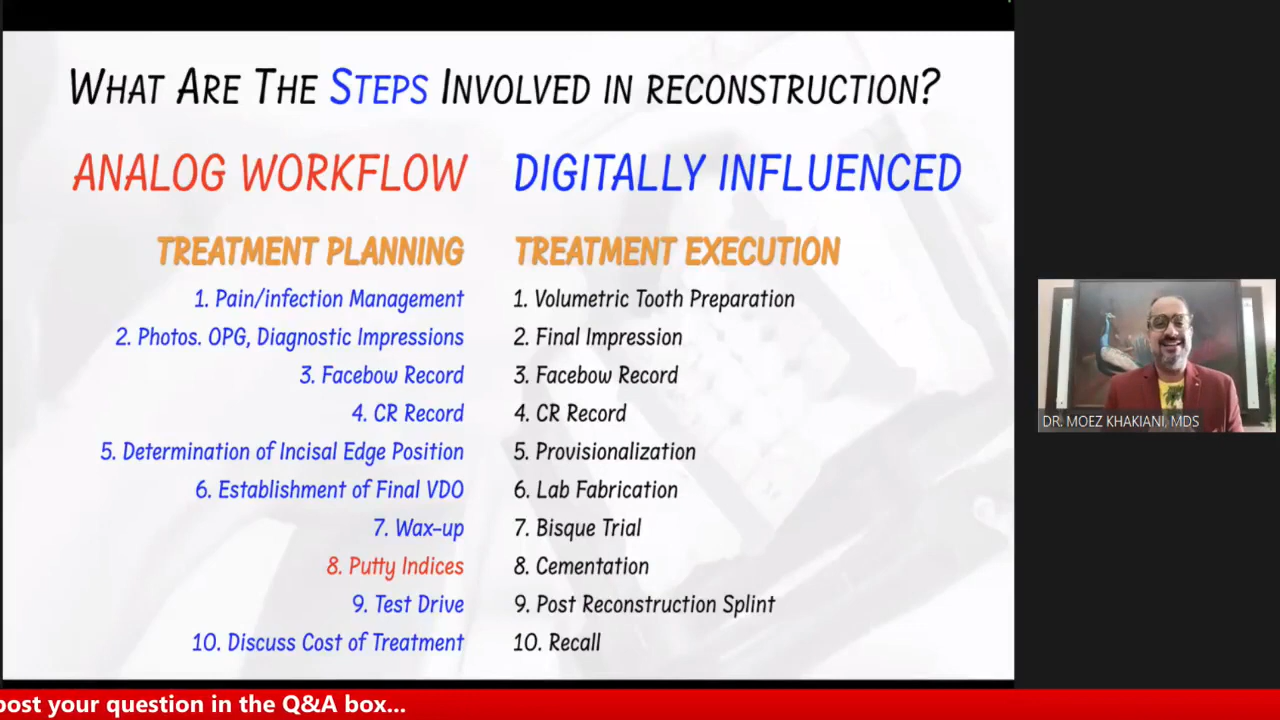 WHAT ARE THE STEPS INVOLVED IN RECONSTRUCTION?
ANALOG WORKFLOW
DIGITALLY INFLUENCED
TREATMENT PLANNING
1. Pain/infection Management
2. Photos. OPG, Diagnostic Impressions
3. Facebow Record
4. CR Record
5. Determination of Incisal Edge Position
6. Establishment of Final VDO
7. Wax-up
8. Putty Indices
9. Test Drive
10. Discuss Cost of Treatment
TREATMENT EXECUTION
1. Volumetric Tooth Preparation
2. Final Impression
3. Facebow Record
4. CR Record
5. Provisionalization
6. Lab Fabrication
7. Bisque Trial
8. Cementation
9. Post Reconstruction Splint
10. Recall
DR. MOEZ KHAKIANI, MDS
post your question in the Q&A box...